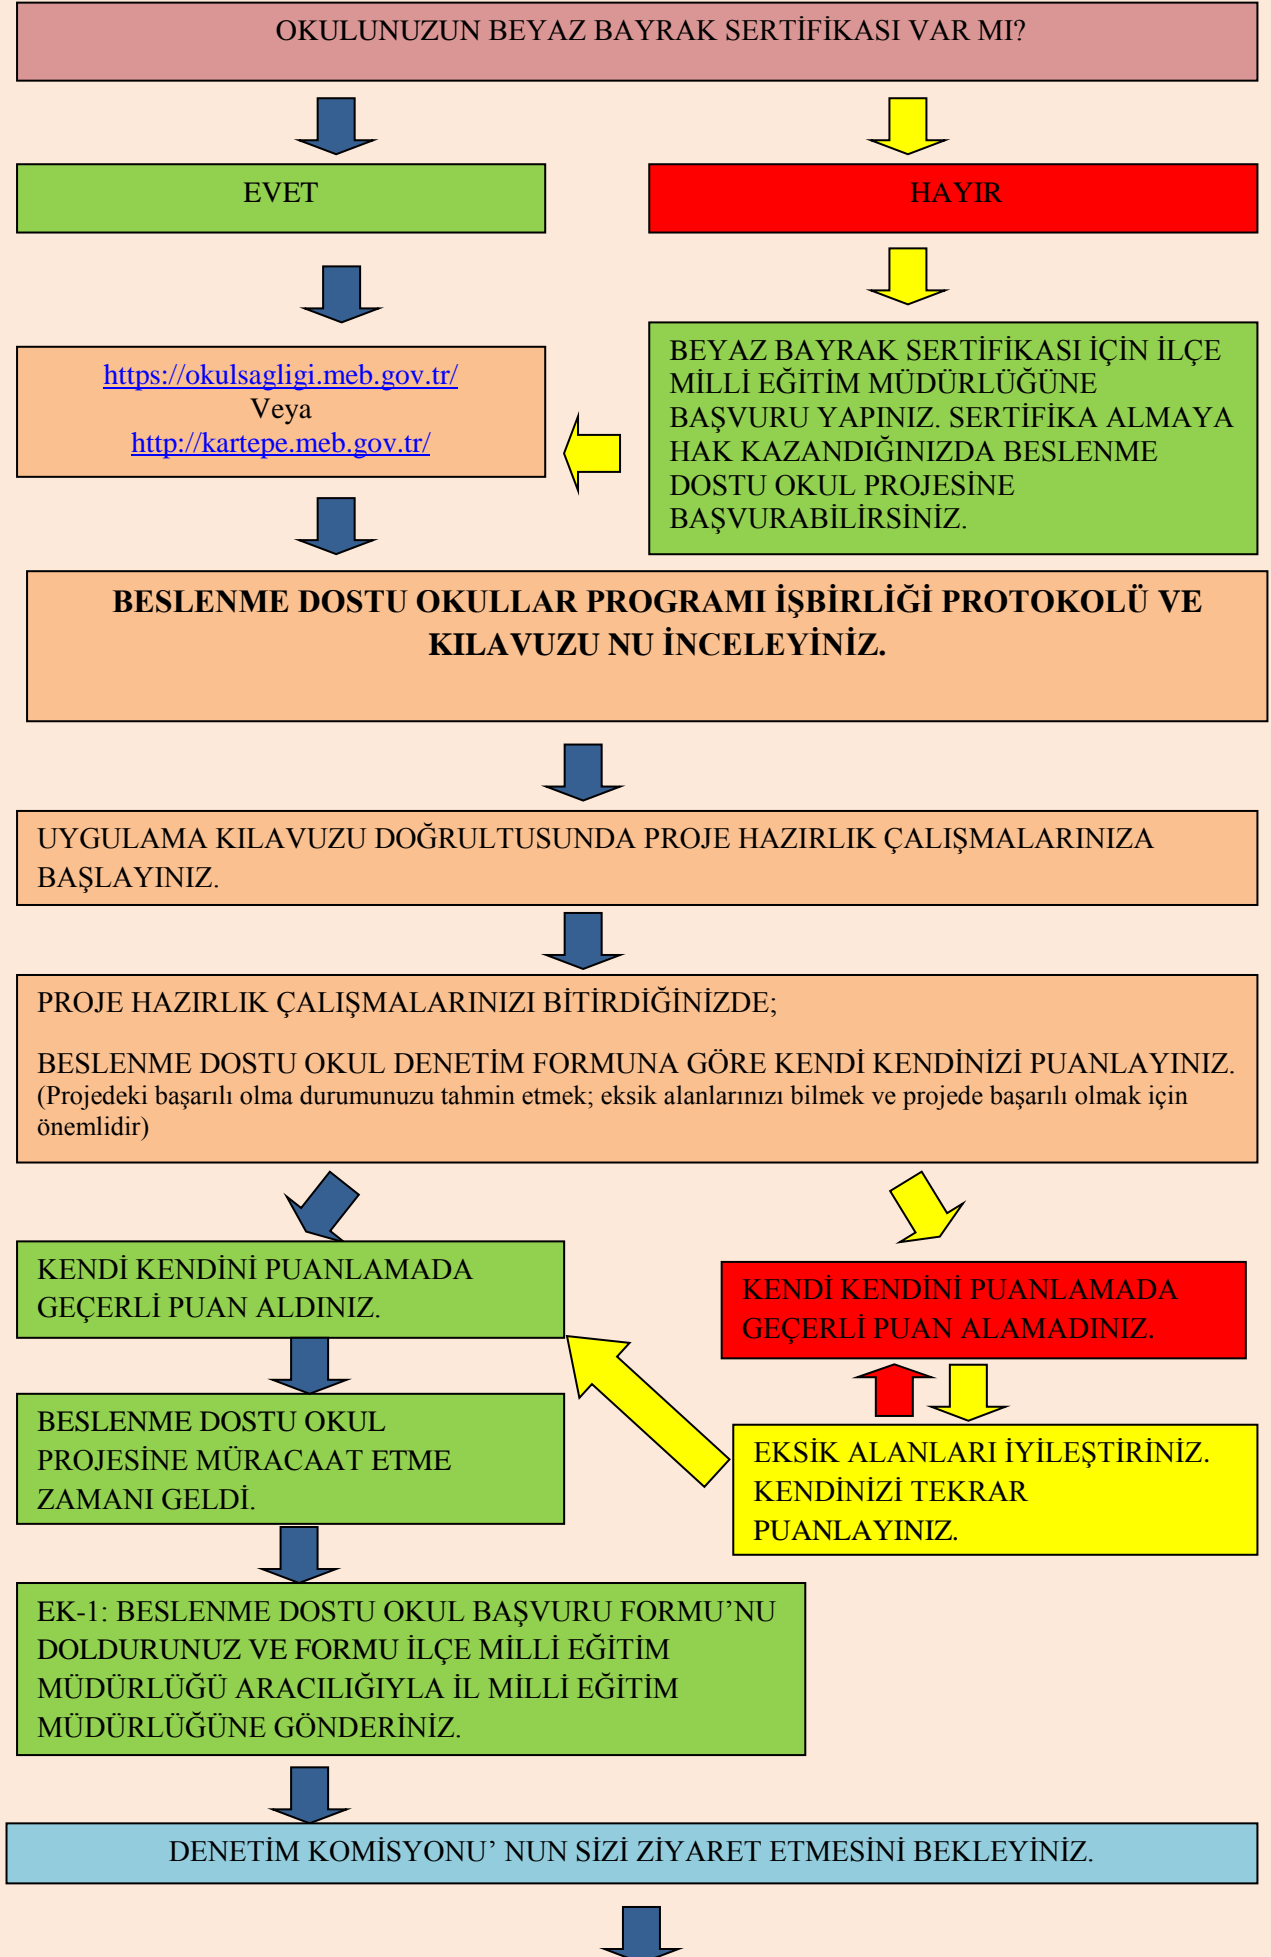 OKULUNUZUN BEYAZ BAYRAK SERTİFİKASI VAR MI?
EVET
HAYIR
https://okulsagligi.meb.gov.tr/
Veya
http://kartepe.meb.gov.tr/
BEYAZ BAYRAK SERTİFİKASI İÇİN İLÇE
MİLLİ EĞİTİM MÜDÜRLÜĞÜNE
BAŞVURU YAPINIZ. SERTİFİKA ALMAYA
HAK KAZANDIĞINIZDA BESLENME
DOSTU OKUL PROJESİNE
BAŞVURABİLİRSİNİZ.
BESLENME DOSTU OKULLAR PROGRAMI İŞBİRLİĞİ PROTOKOLÜ VE
KILAVUZU NU İNCELEYİNİZ.
UYGULAMA KILAVUZU DOĞRULTUSUNDA PROJE HAZIRLIK ÇALIŞMALARINIZA
BAŞLAYINIZ.
PROJE HAZIRLIK ÇALIŞMALARINIZI BİTİRDİĞİNİZDE;
BESLENME DOSTU OKUL DENETİM FORMUNA GÖRE KENDİ KENDİNİZİ PUANLAYINIZ.
(Projedeki başarılı olma durumunuzu tahmin etmek; eksik alanlarınızı bilmek ve projede başarılı olmak için
önemlidir)
KENDİ KENDİNİ PUANLAMADA
GEÇERLİ PUAN ALDINIZ.
KENDİ KENDİNİ PUANLAMADA
GEÇERLİ PUAN ALAMADINIZ.
BESLENME DOSTU OKUL
PROJESİNE MÜRACAAT ETME
ZAMANI GELDİ.
EKSİK ALANLARI İYİLEŞTİRİNİZ.
KENDİNİZİ TEKRAR
PUANLAYINIZ.
EK-1: BESLENME DOSTU OKUL BAŞVURU FORMU’NU
DOLDURUNUZ VE FORMU İLÇE MİLLİ EĞİTİM
MÜDÜRLÜĞÜ ARACILIĞIYLA İL MİLLİ EĞİTİM
MÜDÜRLÜĞÜNE GÖNDERİNİZ.
DENETİM KOMİSYONU’ NUN SİZİ ZİYARET ETMESİNİ BEKLEYİNİZ.